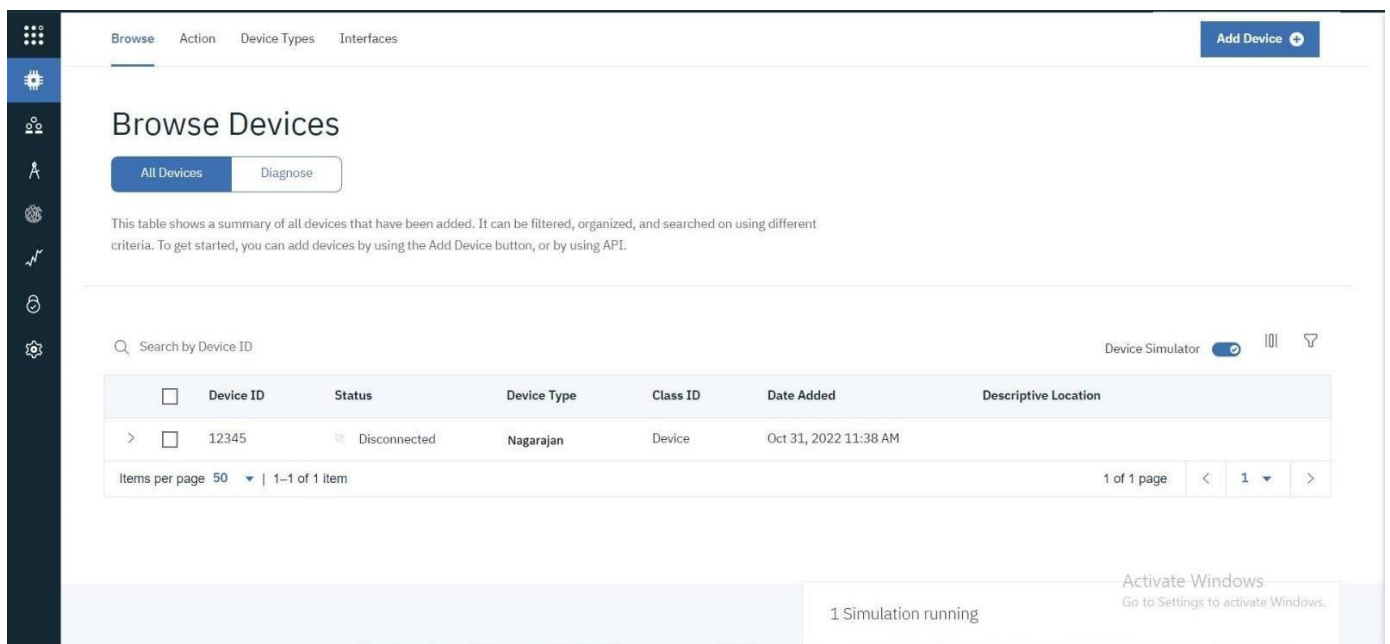 Browse Action Device Types Interfaces Add Device
Browse Devices
All Devices Diagnose
This table shows a summary of all devices that have been added. It can be filtered, organized, and searched on using different
criteria. To get started, you can add devices by using the Add Device button, or by using API.
Search by Device ID Device Simulator
Device ID Status Device Type Class ID Date Added Descriptive Location
12345 Disconnected Nagarajan Device Oct 31, 2022 11:38 AM
Items per page 50 | 1–1 of 1 item 1 of 1 page < 1 >
Activate Windows
Go to Settings to activate Windows.
1 Simulation running